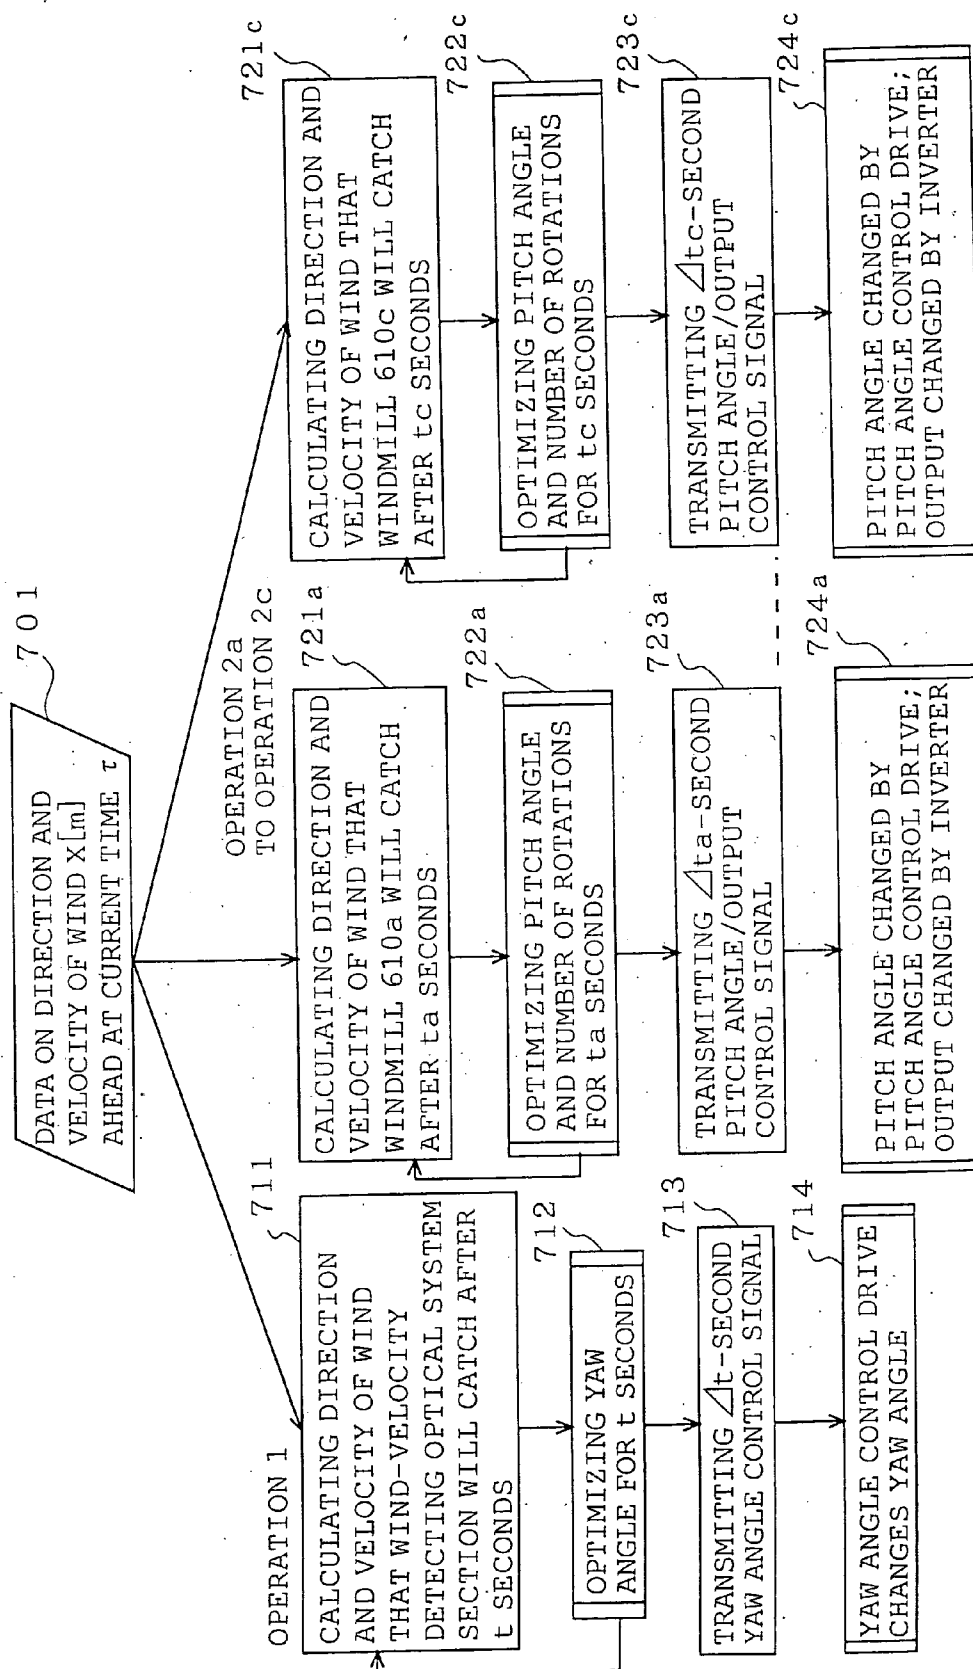 701
DATA ON DIRECTION AND
VELOCITY OF WIND X[m]
AHEAD AT CURRENT TIME τ
OPERATION 1
711
CALCULATING DIRECTION
AND VELOCITY OF WIND
THAT WIND-VELOCITY
DETECTING OPTICAL SYSTEM
SECTION WILL CATCH AFTER
t SECONDS
712
OPTIMIZING YAW
ANGLE FOR t SECONDS
713
TRANSMITTING Δt-SECOND
YAW ANGLE CONTROL SIGNAL
714
YAW ANGLE CONTROL DRIVE
CHANGES YAW ANGLE
OPERATION 2a
TO OPERATION 2c
721a
CALCULATING DIRECTION AND
VELOCITY OF WIND THAT
WINDMILL 610a WILL CATCH
AFTER ta SECONDS
722a
OPTIMIZING PITCH ANGLE
AND NUMBER OF ROTATIONS
FOR ta SECONDS
723a
TRANSMITTING Δta-SECOND
PITCH ANGLE/OUTPUT
CONTROL SIGNAL
724a
PITCH ANGLE CHANGED BY
PITCH ANGLE CONTROL DRIVE;
OUTPUT CHANGED BY INVERTER
721c
CALCULATING DIRECTION AND
VELOCITY OF WIND THAT
WINDMILL 610c WILL CATCH
AFTER tc SECONDS
722c
OPTIMIZING PITCH ANGLE
AND NUMBER OF ROTATIONS
FOR tc SECONDS
723c
TRANSMITTING Δtc-SECOND
PITCH ANGLE/OUTPUT
CONTROL SIGNAL
724c
PITCH ANGLE CHANGED BY
PITCH ANGLE CONTROL DRIVE;
OUTPUT CHANGED BY INVERTER